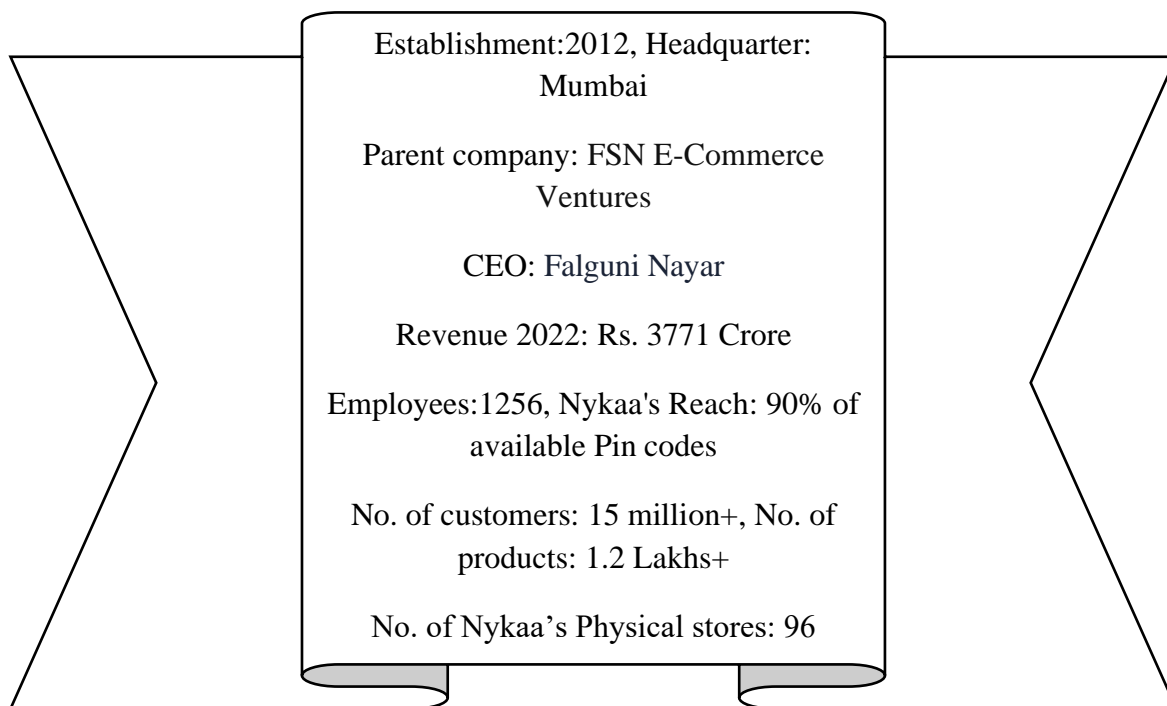 Establishment:2012, Headquarter:
Mumbai
Parent company: FSN E-Commerce
Ventures
CEO: Falguni Nayar
Revenue 2022: Rs. 3771 Crore
Employees:1256, Nykaa's Reach: 90% of
available Pin codes
No. of customers: 15 million+, No. of
products: 1.2 Lakhs+
No. of Nykaa’s Physical stores: 96